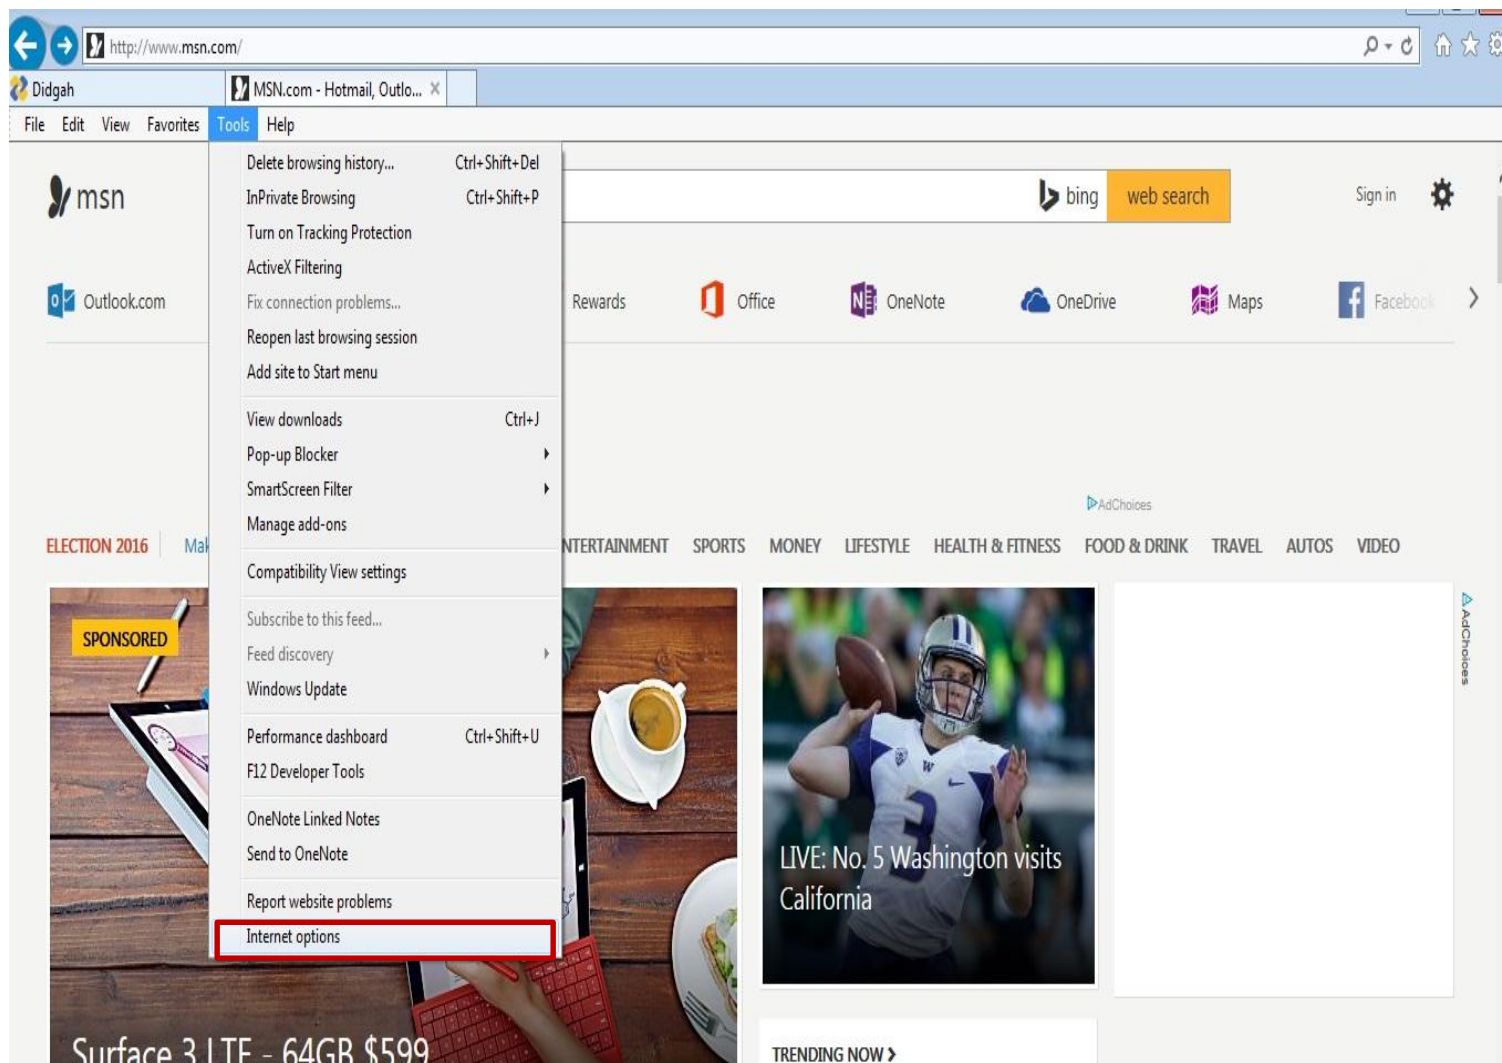 http://www.msn.com/
Didgah
MSN.com - Hotmail, Outlo...
File Edit View Favorites Tools Help
Delete browsing history... Ctrl+Shift+Del
InPrivate Browsing Ctrl+Shift+P
Turn on Tracking Protection
ActiveX Filtering
Fix connection problems...
Reopen last browsing session
Add site to Start menu
View downloads Ctrl+J
Pop-up Blocker
SmartScreen Filter
Manage add-ons
Compatibility View settings
Subscribe to this feed...
Feed discovery
Windows Update
Performance dashboard Ctrl+Shift+U
F12 Developer Tools
OneNote Linked Notes
Send to OneNote
Report website problems
Internet options
msn
bing web search
Sign in
Outlook.com Rewards Office OneNote OneDrive Maps Facebook
AdChoices
ELECTION 2016 Mak NTERTAINMENT SPORTS MONEY LIFESTYLE HEALTH & FITNESS FOOD & DRINK TRAVEL AUTOS VIDEO
SPONSORED
Surface 3 LTE - 64GB $599
W
3
LIVE: No. 5 Washington visits
California
AdChoices
TRENDING NOW